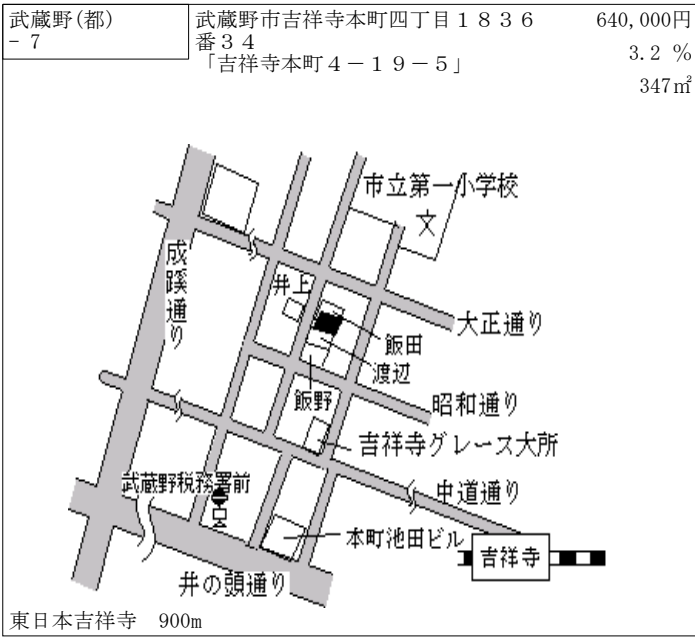 武蔵野(都)
- 7
武蔵野市吉祥寺本町四丁目１８３６
番３４
「吉祥寺本町４－１９－５」
640,000円
3.2 %
347㎡
市立第一小学校
文
成蹊通り
井上
大正通り
飯田
渡辺
飯野
昭和通り
吉祥寺グレース大所
武蔵野税務署前
中道通り
本町池田ビル
吉祥寺
井の頭通り
東日本吉祥寺　900m